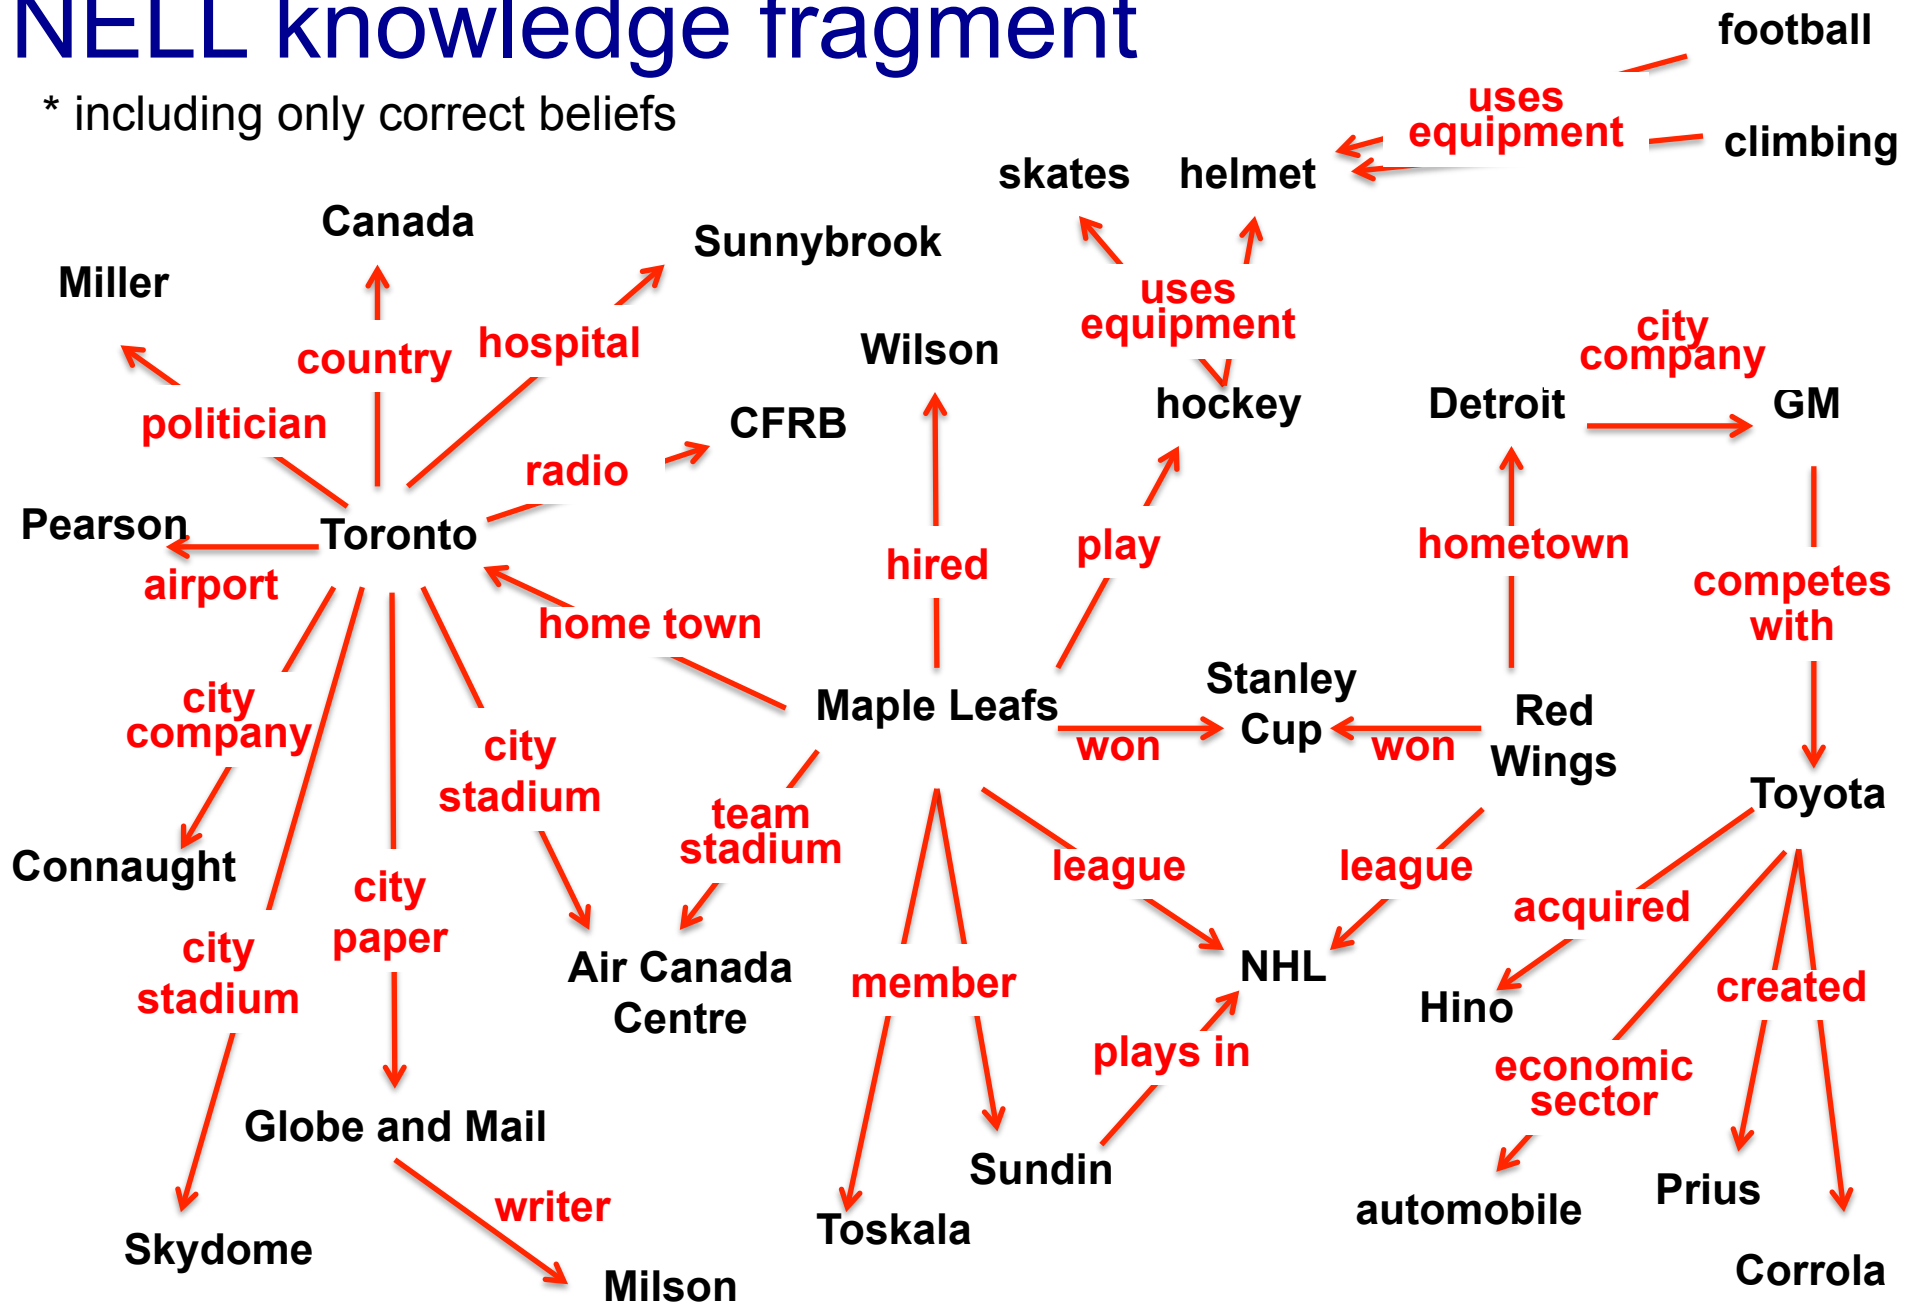 NELL knowledge fragment
* including only correct beliefs
football
uses
equipment
climbing
skates
helmet
Canada
Sunnybrook
Miller
uses
equipment
Wilson
city
company
country
hospital
politician
CFRB
hockey
Detroit
GM
radio
Pearson
Toronto
airport
hired
play
hometown
competes
with
home town
Maple Leafs
Stanley
Cup
Red
Wings
won
won
city
company
city
stadium
team
stadium
Toyota
Connaught
city
paper
league
league
acquired
city
stadium
Air Canada
Centre
member
NHL
Hino
created
plays in
economic
sector
Globe and Mail
Sundin
writer
Toskala
automobile
Prius
Skydome
Milson
Corrola